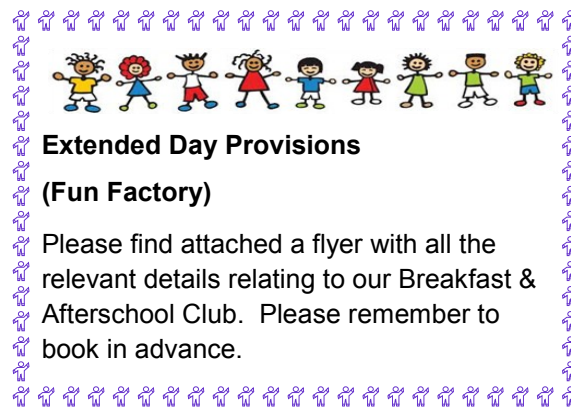 Extended Day Provisions
(Fun Factory)
Please find attached a flyer with all the
relevant details relating to our Breakfast &
Afterschool Club.  Please remember to
book in advance.